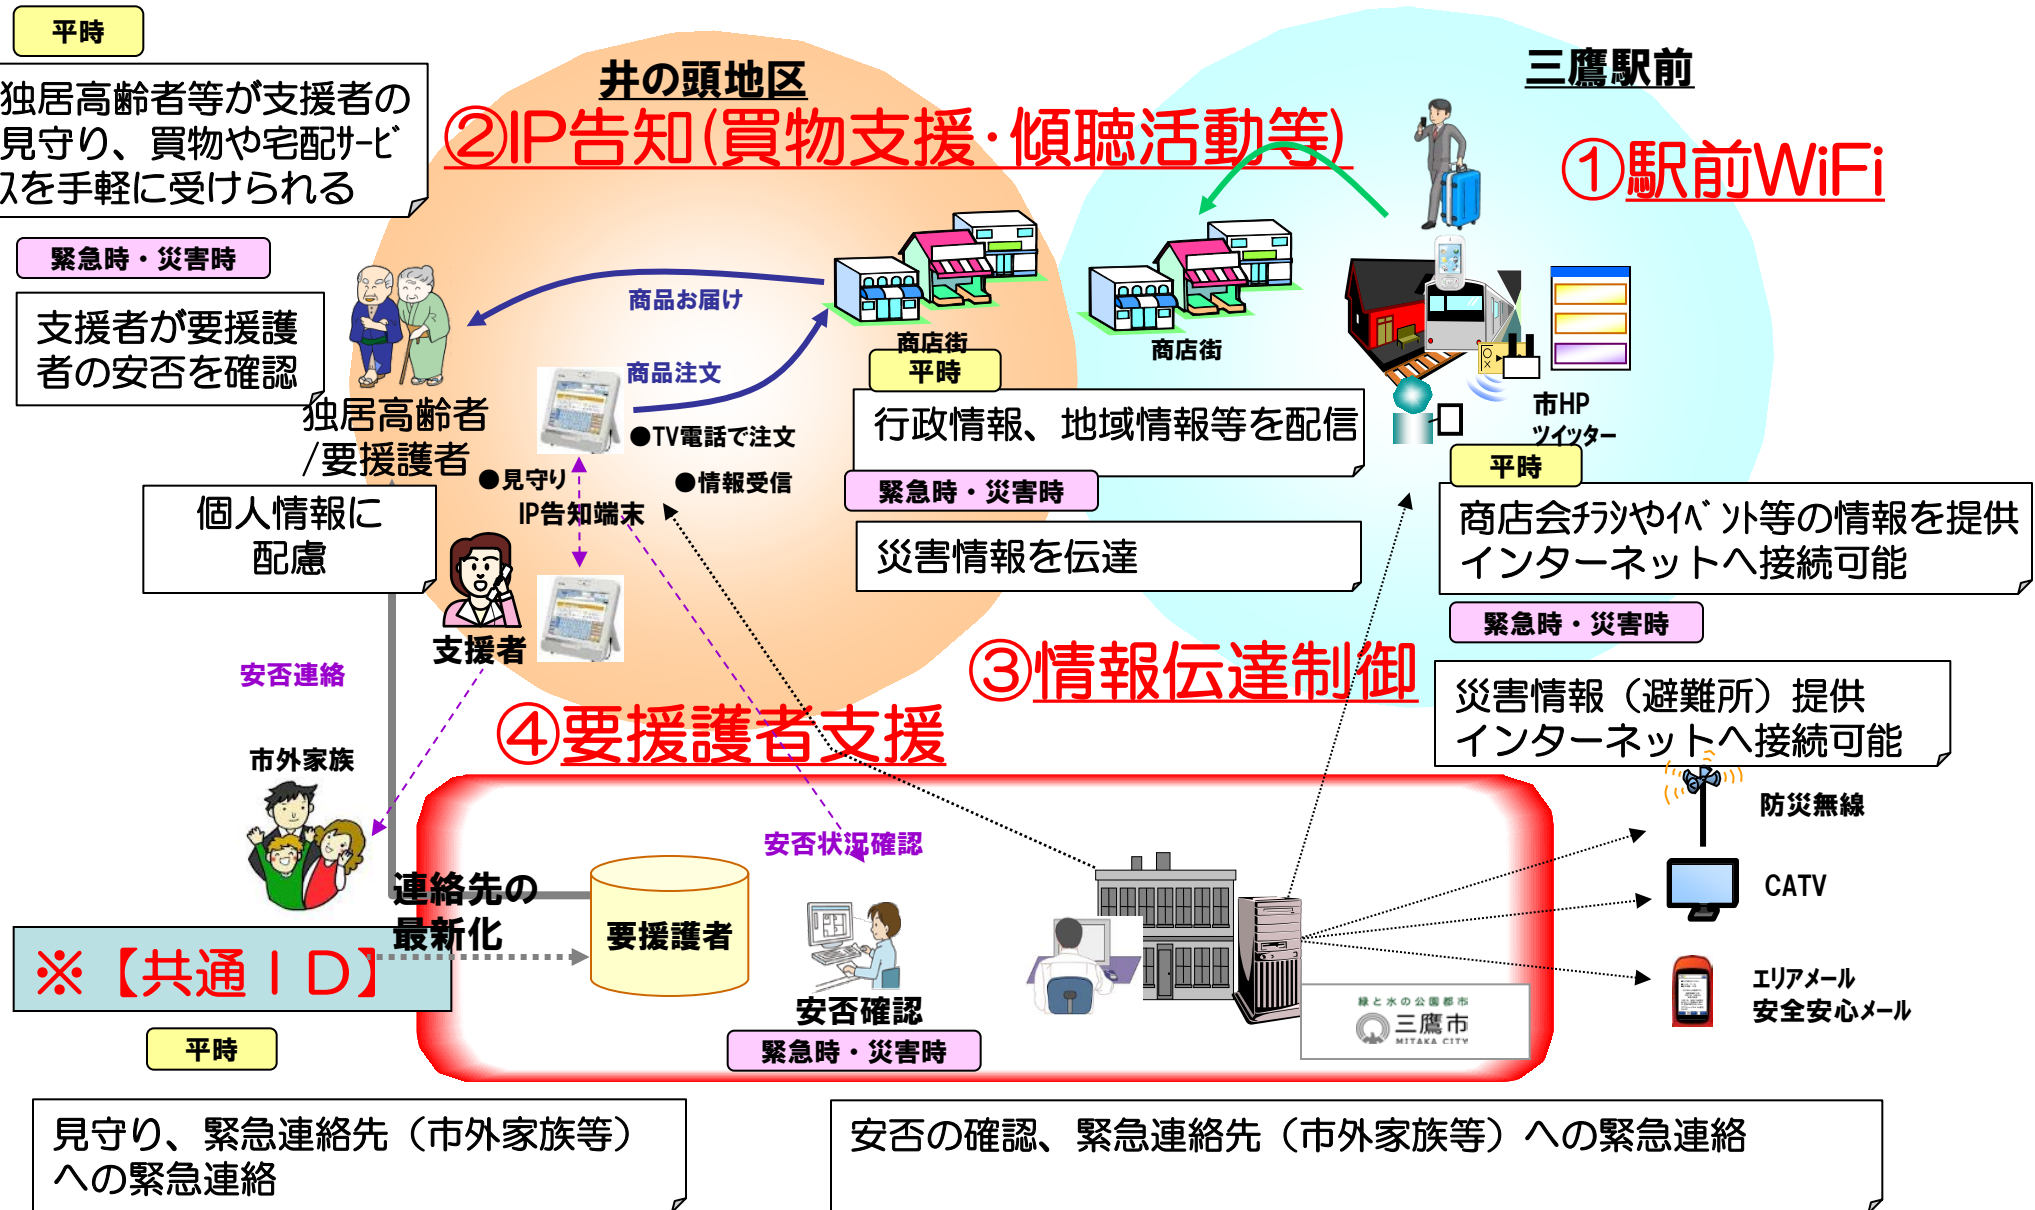 平時
独居高齢者等が支援者の
見守り、買物や宅配ｻｰﾋﾞ
ｽを手軽に受けられる
緊急時・災害時
支援者が要援護
者の安否を確認
井の頭地区
②IP告知(買物支援･傾聴活動等)
三鷹駅前
①駅前WiFi
商品お届け
商品注文
商店街
商店街
平時
行政情報、地域情報等を配信
緊急時・災害時
災害情報を伝達
独居高齢者
/要援護者
●TV電話で注文
●見守り
●情報受信
IP告知端末
個人情報に
配慮
支援者
市HP
ツイッター
平時
商店会ﾁﾗｼやｲﾍﾞﾝﾄ等の情報を提供
インターネットへ接続可能
緊急時・災害時
災害情報（避難所）提供
インターネットへ接続可能
③情報伝達制御
④要援護者支援
安否連絡
市外家族
安否状況確認
連絡先の
最新化
要援護者
※【共通ＩＤ】
安否確認
緊急時・災害時
緑と水の公園都市
三鷹市
MITAKA CITY
防災無線
CATV
エリアメール
安全安心メール
平時
見守り、緊急連絡先（市外家族等）
への緊急連絡
安否の確認、緊急連絡先（市外家族等）への緊急連絡